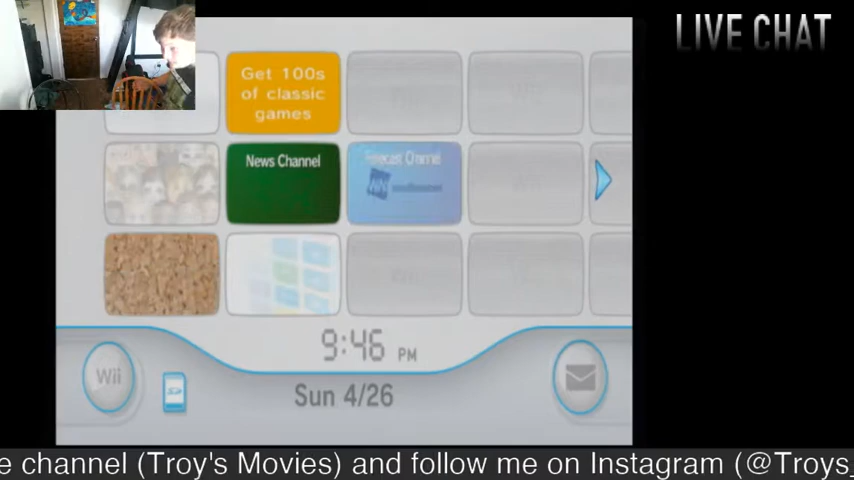 LIVE CHAT
Get 100s
of classic
games
News Channel
Forecast Channel
9:46 PM
Wii
Sun 4/26
e channel (Troy's Movies) and follow me on Instagram (@Troys_